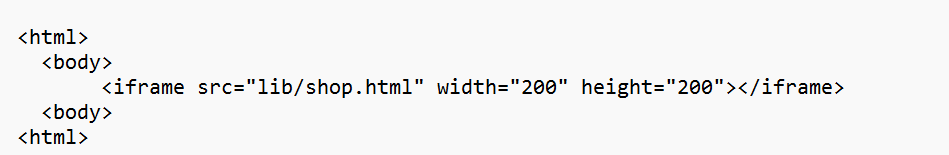 <html>
<body>
<iframe src="lib/shop.html" width="200" height="200"></iframe>
<body>
<html>